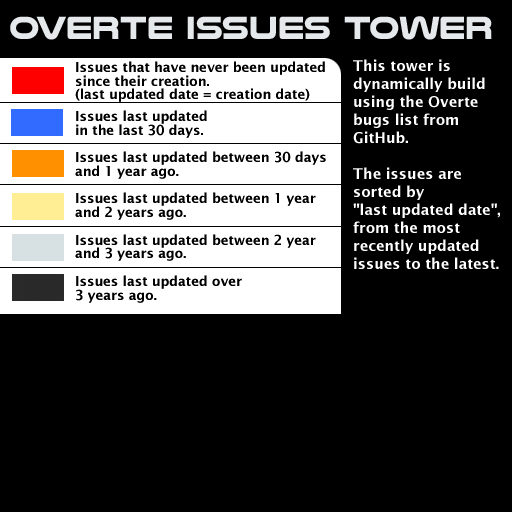 OVERTE ISSUES TOWER
Issues that have never been updated
since their creation.
(last updated date = creation date)
Issues last updated
in the last 30 days.
Issues last updated between 30 days
and 1 year ago.
Issues last updated between 1 year
and 2 years ago.
Issues last updated between 2 year
and 3 years ago.
Issues last updated over
3 years ago.
This tower is
dynamically build
using the Overte
bugs list from
GitHub.
The issues are
sorted by
"last updated date",
from the most
recently updated
issues to the latest.